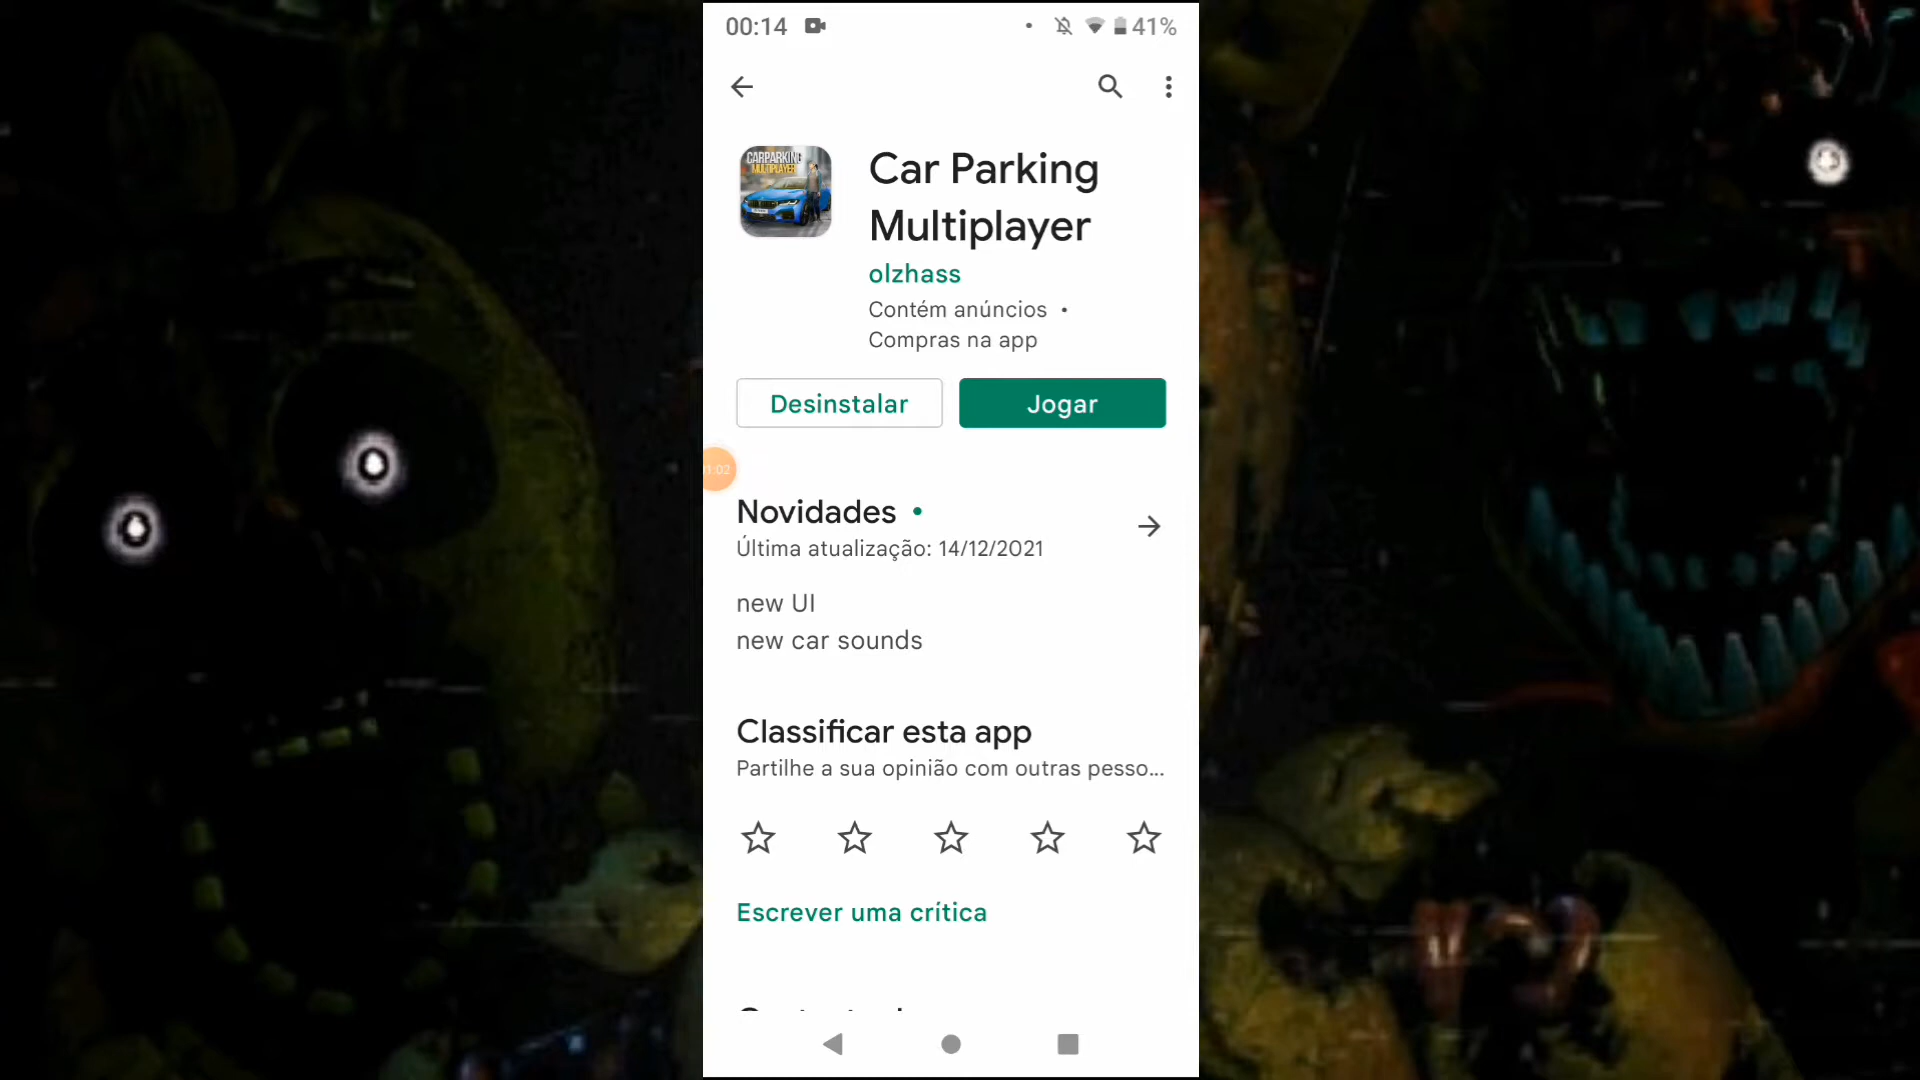 00:14
41%
CARPARKING
MULTIPLAYER
Car Parking
Multiplayer
olzhass
Contém anúncios •
Compras na app
Desinstalar
Jogar
Novidades •
Última atualização: 14/12/2021
new UI
new car sounds
Classificar esta app
Partilhe a sua opinião com outras pesso...
Escrever uma crítica